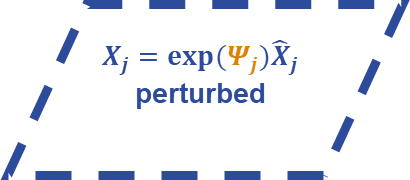 X_j = exp(Ψ_j)X̂_j
perturbed